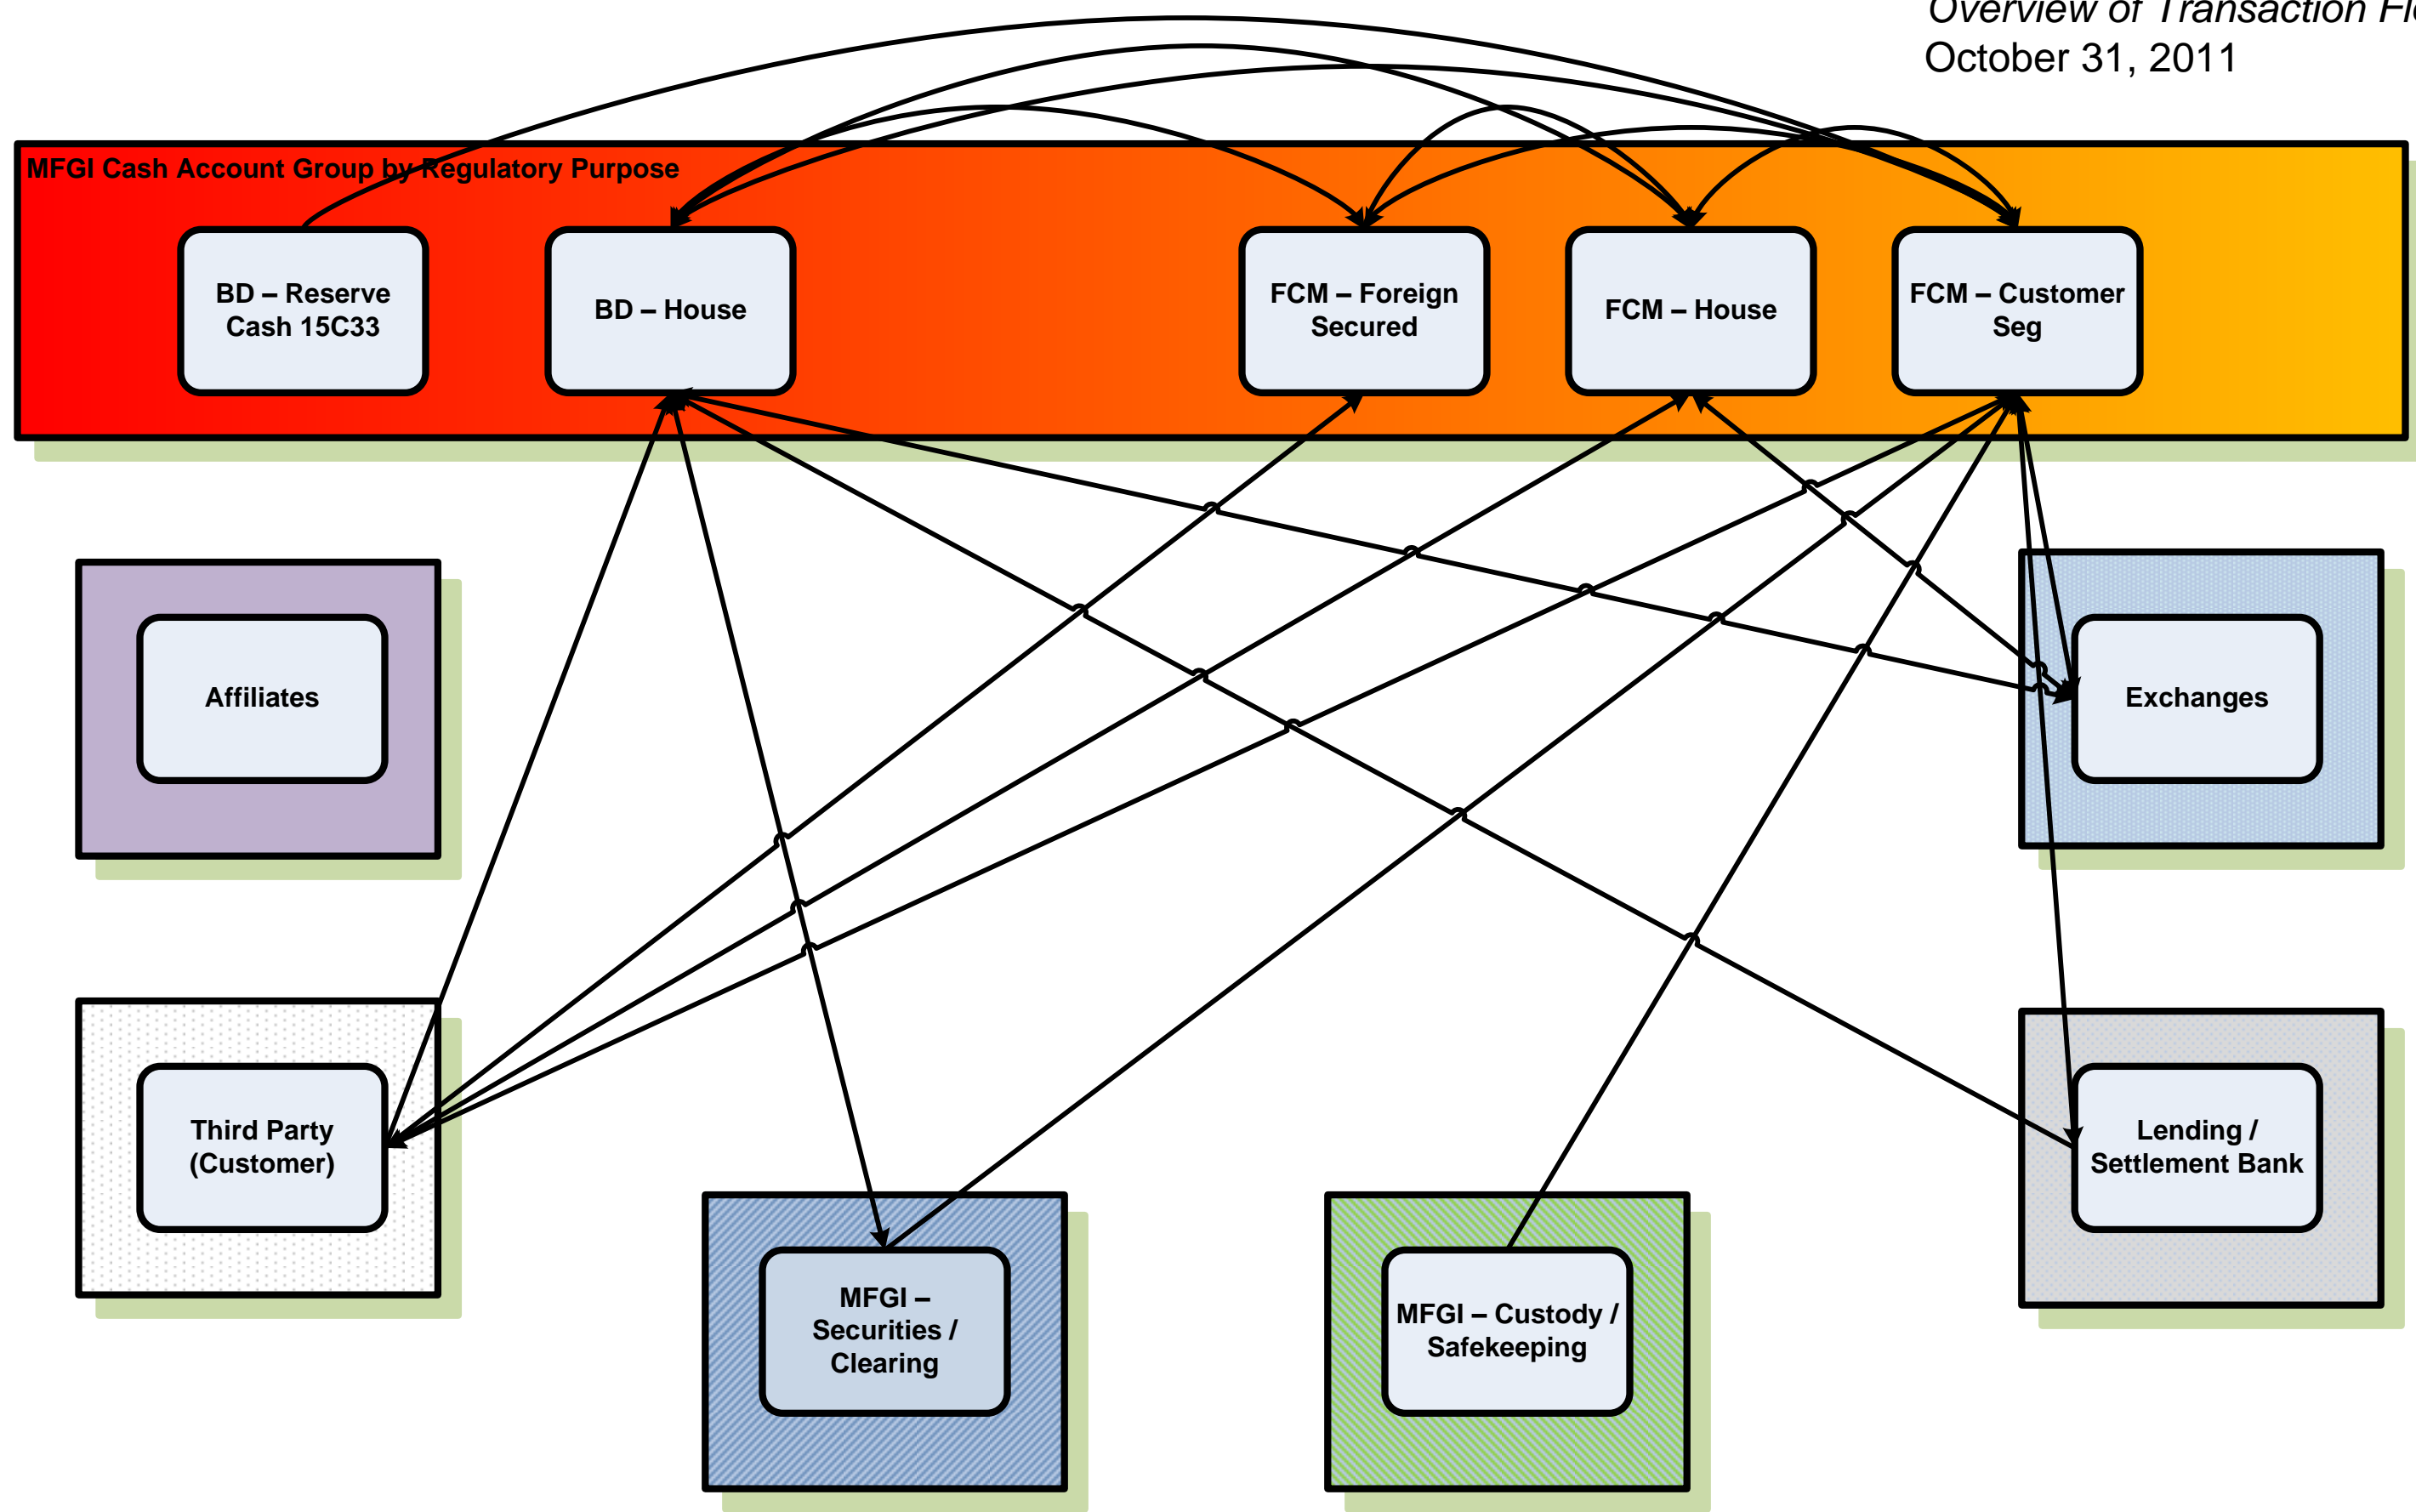 Overview of Transaction
October 31, 2011
MFGI Cash Account Group by Regulatory Purpose
BD – Reserve
Cash 15C33
BD – House
FCM – Foreign
Secured
FCM – House
FCM – Customer
Seg
Affiliates
Exchanges
Third Party
(Customer)
Lending /
Settlement Bank
MFGI –
Securities /
Clearing
MFGI – Custody /
Safekeeping